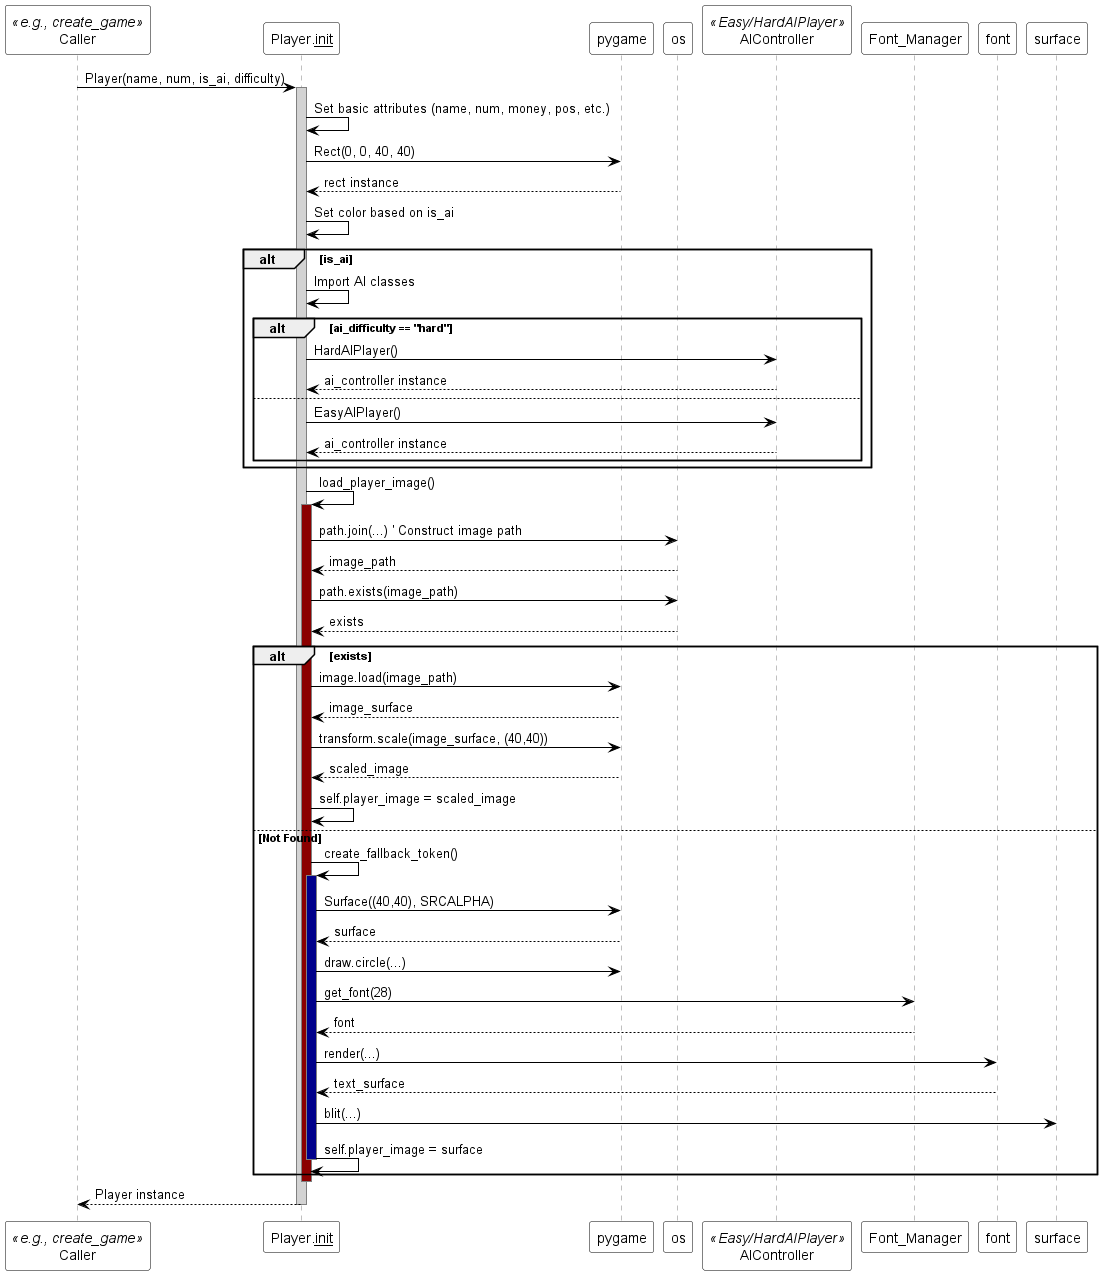 «e.g., create_game»
Caller
Player.init
pygame
os
«Easy/HardAIPlayer»
AIController
Font_Manager
font
surface
Player(name, num, is_ai, difficulty)
Set basic attributes (name, num, money, pos, etc.)
Rect(0, 0, 40, 40)
rect instance
Set color based on is_ai
alt [is_ai]
Import AI classes
alt [ai_difficulty == "hard"]
HardAIPlayer()
ai_controller instance
EasyAIPlayer()
ai_controller instance
load_player_image()
path.join(...) ' Construct image path
image_path
path.exists(image_path)
exists
alt [exists]
image.load(image_path)
image_surface
transform.scale(image_surface, (40,40))
scaled_image
self.player_image = scaled_image
[Not Found]
create_fallback_token()
Surface((40,40), SRCALPHA)
surface
draw.circle(...)
get_font(28)
font
render(...)
text_surface
blit(...)
self.player_image = surface
Player instance
«e.g., create_game»
Caller
Player.init
pygame
os
«Easy/HardAIPlayer»
AIController
Font_Manager
font
surface